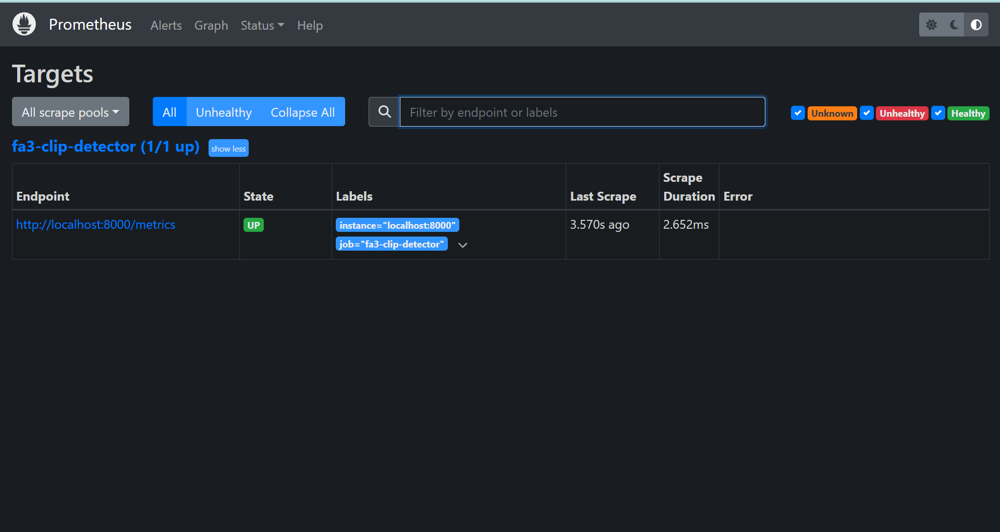 Prometheus Alerts Graph Status Help
Targets
All scrape pools All Unhealthy Collapse All Filter by endpoint or labels Unknown Unhealthy Healthy
fa3-clip-detector (1/1 up) show less
Endpoint State Labels Last Scrape Scrape Duration Error
http://localhost:8000/metrics UP instance="localhost:8000" 3.570s ago 2.652ms
job="fa3-clip-detector"